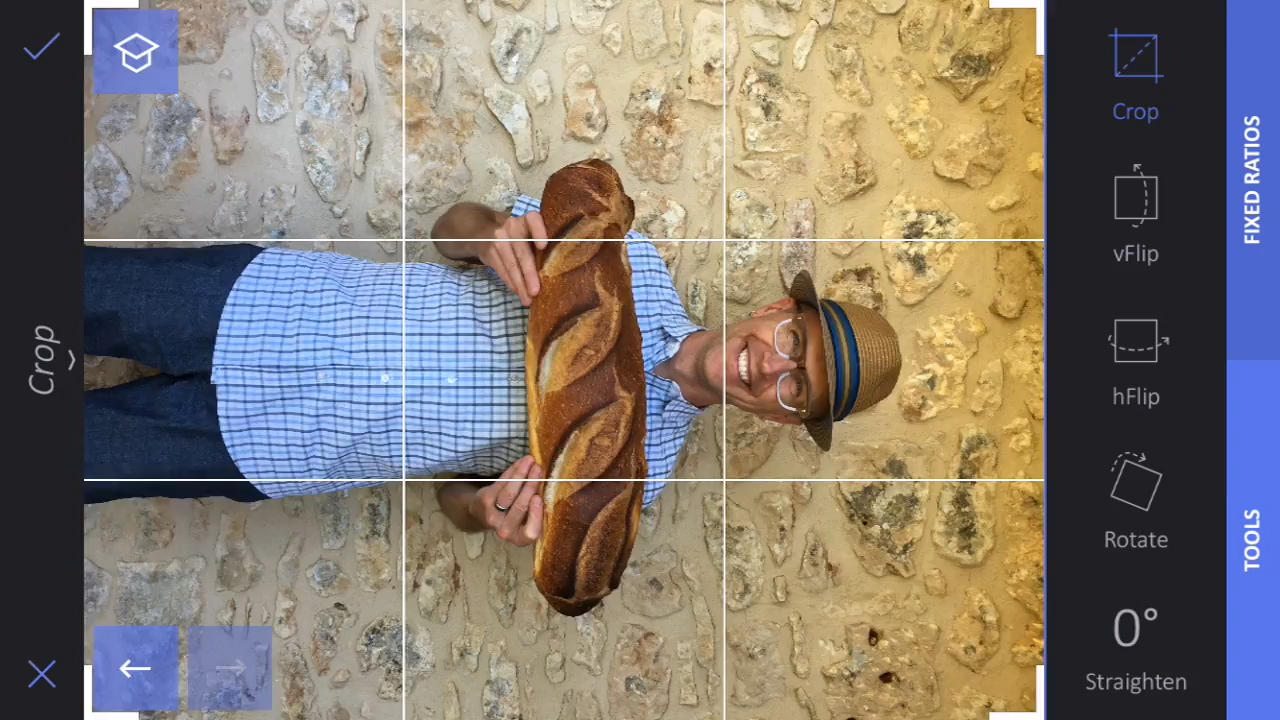 Crop
Crop
vFlip
hFlip
Rotate
0°
Straighten
FIXED RATIOS
TOOLS